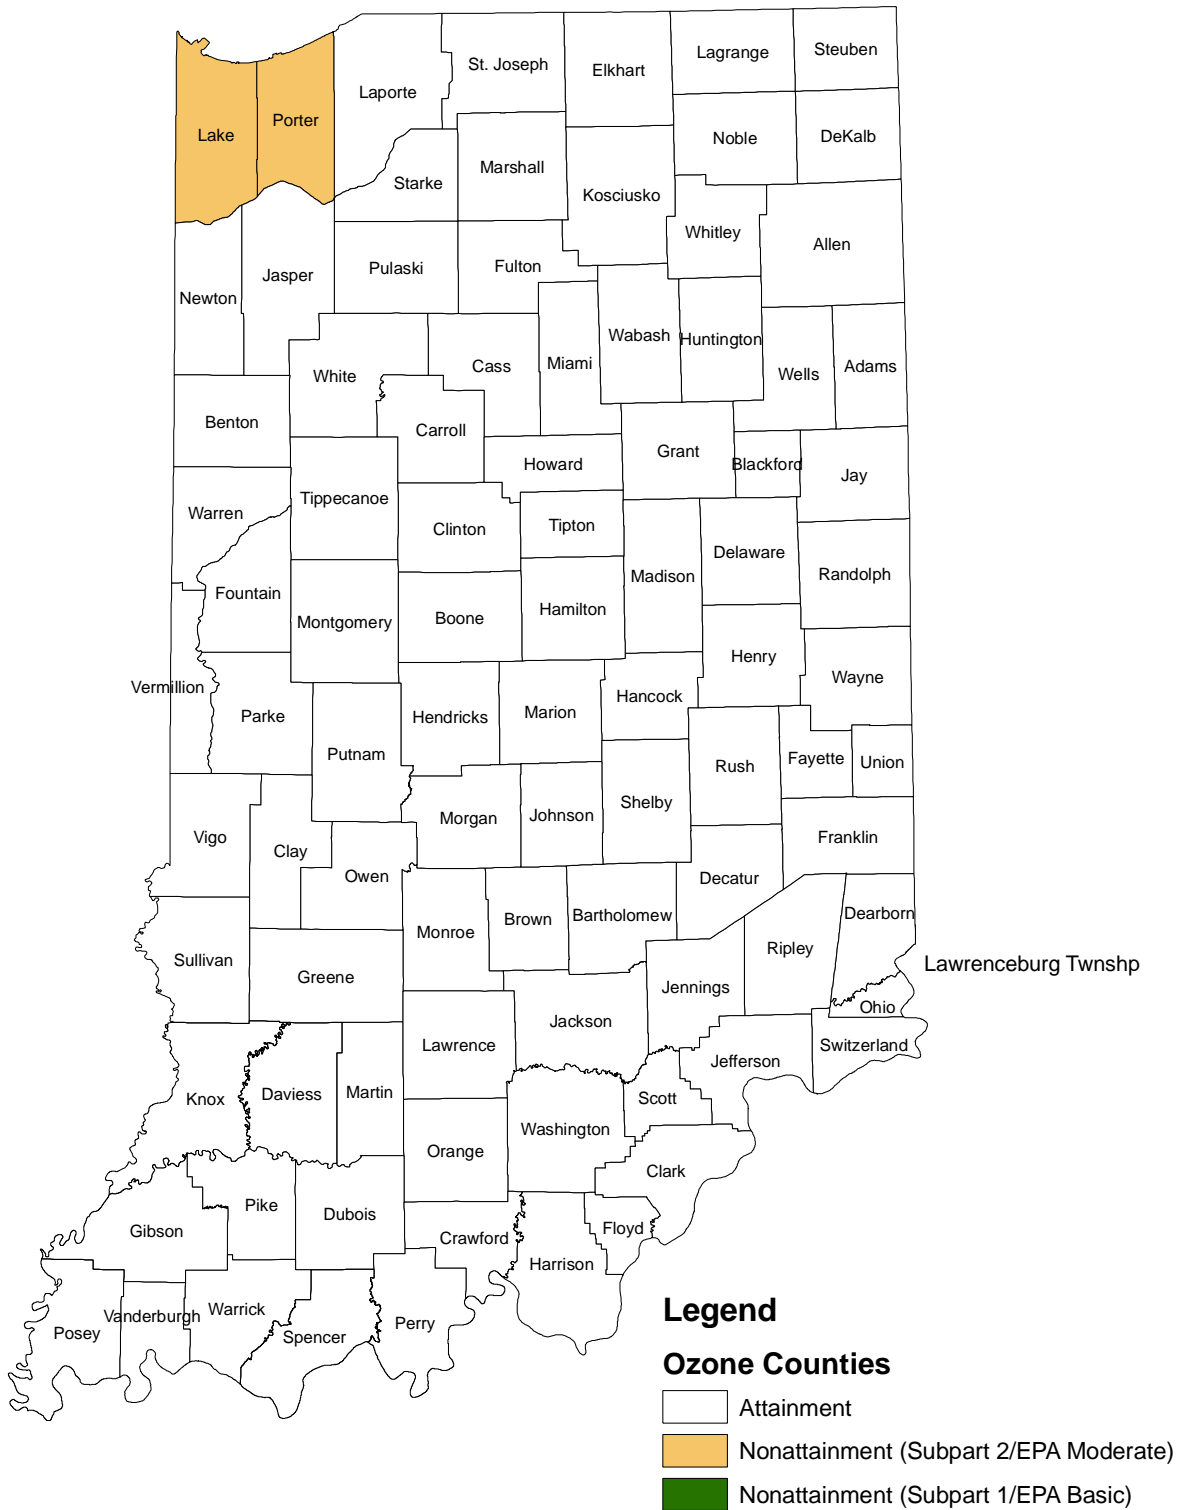 Lagrange
Steuben
St. Joseph
Elkhart
Laporte
Lake
Porter
Noble
DeKalb
Marshall
Starke
Kosciusko
Whitley
Allen
Jasper
Pulaski
Fulton
Newton
Wabash
Huntington
Miami
Cass
White
Wells
Adams
Benton
Carroll
Grant
Howard
Blackford
Jay
Tippecanoe
Warren
Clinton
Tipton
Delaware
Madison
Randolph
Fountain
Montgomery
Boone
Hamilton
Henry
Wayne
Vermillion
Parke
Hendricks
Marion
Hancock
Putnam
Rush
Fayette
Union
Morgan
Johnson
Shelby
Vigo
Clay
Franklin
Owen
Decatur
Brown
Bartholomew
Dearborn
Monroe
Ripley
Sullivan
Lawrenceburg Twnshp
Greene
Jennings
Ohio
Jackson
Lawrence
Switzerland
Jefferson
Knox
Daviess
Martin
Scott
Washington
Orange
Clark
Pike
Dubois
Gibson
Crawford
Floyd
Harrison
Warrick
Vanderburgh
Posey
Spencer
Perry
Legend
Ozone Counties
Attainment
Nonattainment (Subpart 2/EPA Moderate)
Nonattainment (Subpart 1/EPA Basic)